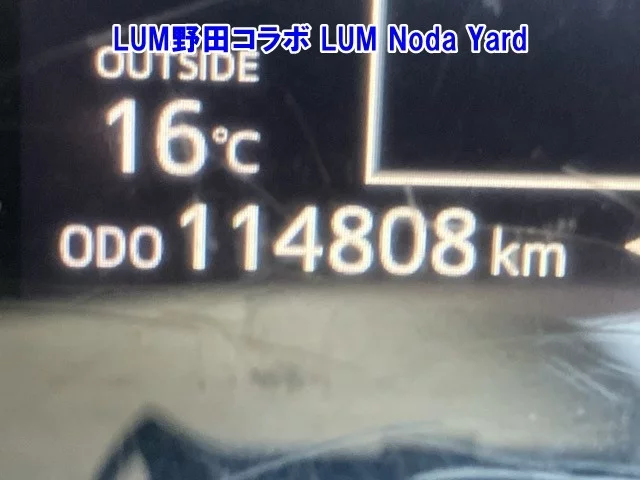 LUM野田コラボ LUM Noda Yard
OUTSIDE
16°C
ODO 114808 km